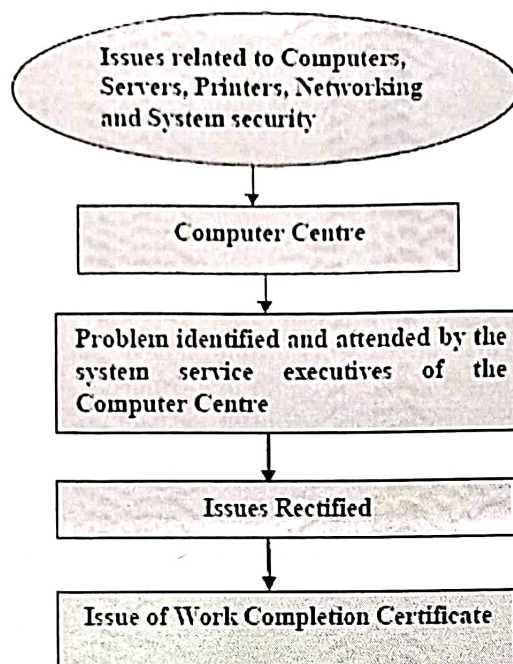 Issues related to Computers,
Servers, Printers, Networking
and System security
Computer Centre
Problem identified and attended by the
system service executives of the
Computer Centre
Issues Rectified
Issue of Work Completion Certificate